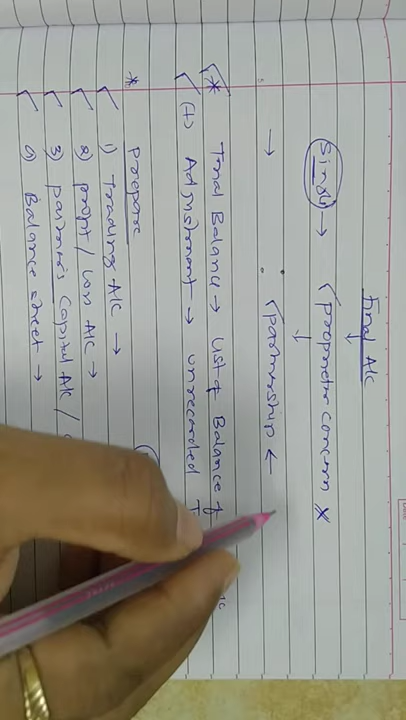 Final A/C
Single → proprietor concern ×
→ partnership ←
* Trial Balance → List of Balance of
(+) Adjustment → unrecorded T
* Prepare
1) Trading A/C →
2) profit / loss A/C →
3) partner's Capital A/c /
4) Balance sheet →